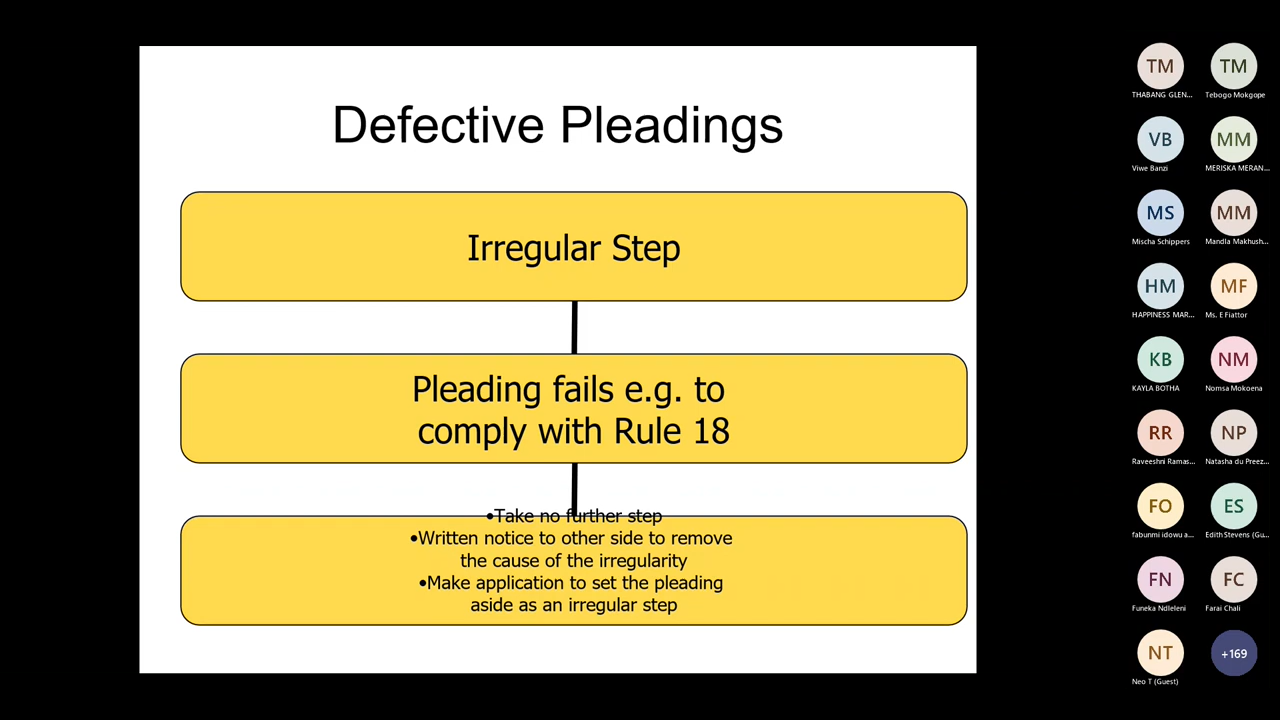 Defective Pleadings
Irregular Step
Pleading fails e.g. to
comply with Rule 18
•Take no further step
•Written notice to other side to remove
the cause of the irregularity
•Make application to set the pleading
aside as an irregular step
TM
THABANG GLEN...
TM
Tebogo Mokgope
VB
Viwe Banzi
MM
MERISKA MERAN...
MS
Mischa Schippers
MM
Mandla Makhush...
HM
HAPPINESS MAR...
MF
Ms. E Fiattor
KB
KAYLA BOTHA
NM
Nomsa Mokoena
RR
Raveeshni Ramas...
NP
Natasha du Preez...
FO
fabunmi idowu a...
ES
Edith Stevens (Gu...
FN
Funeka Ndleleni
FC
Farai Chali
NT
Neo T (Guest)
+169